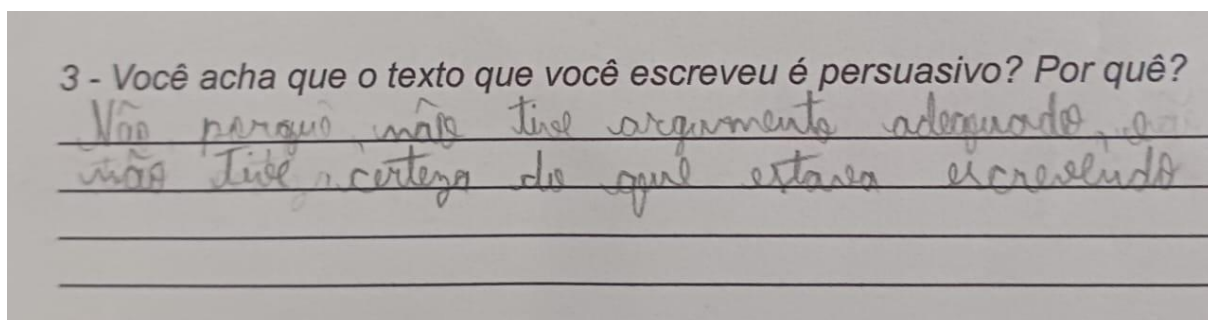 3 - Você acha que o texto que você escreveu é persuasivo? Por quê?
Não porque não tive argumento adequado, e
não tive certeza do que estava escrevendo